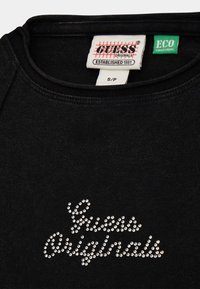 GUESS
ORIGINALS
ESTABLISHED 1981
ECO
S/P
Guess
Originals